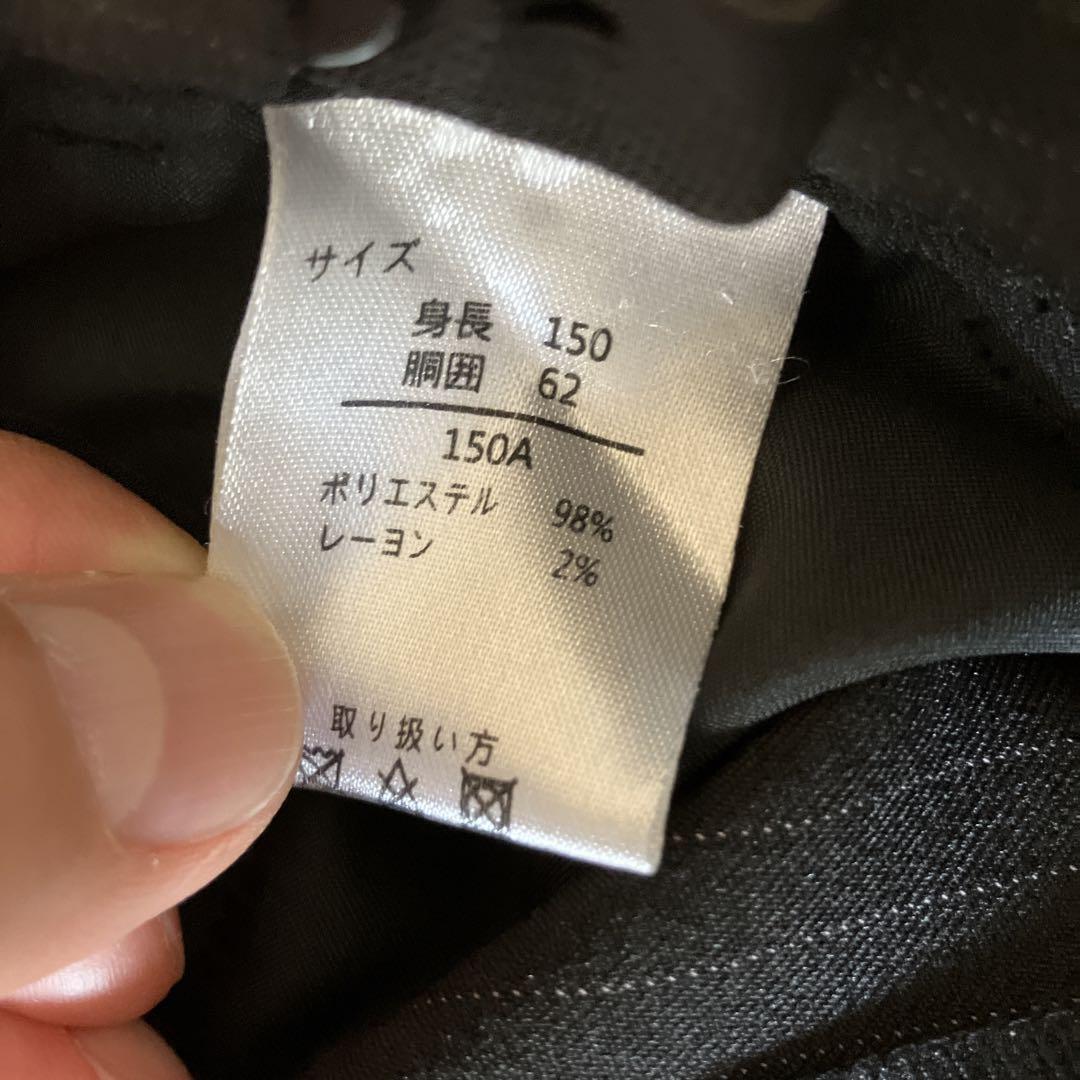 サイズ
身長 150
胴囲 62
150A
ポリエステル 98%
レーヨン 2%
取り扱い方